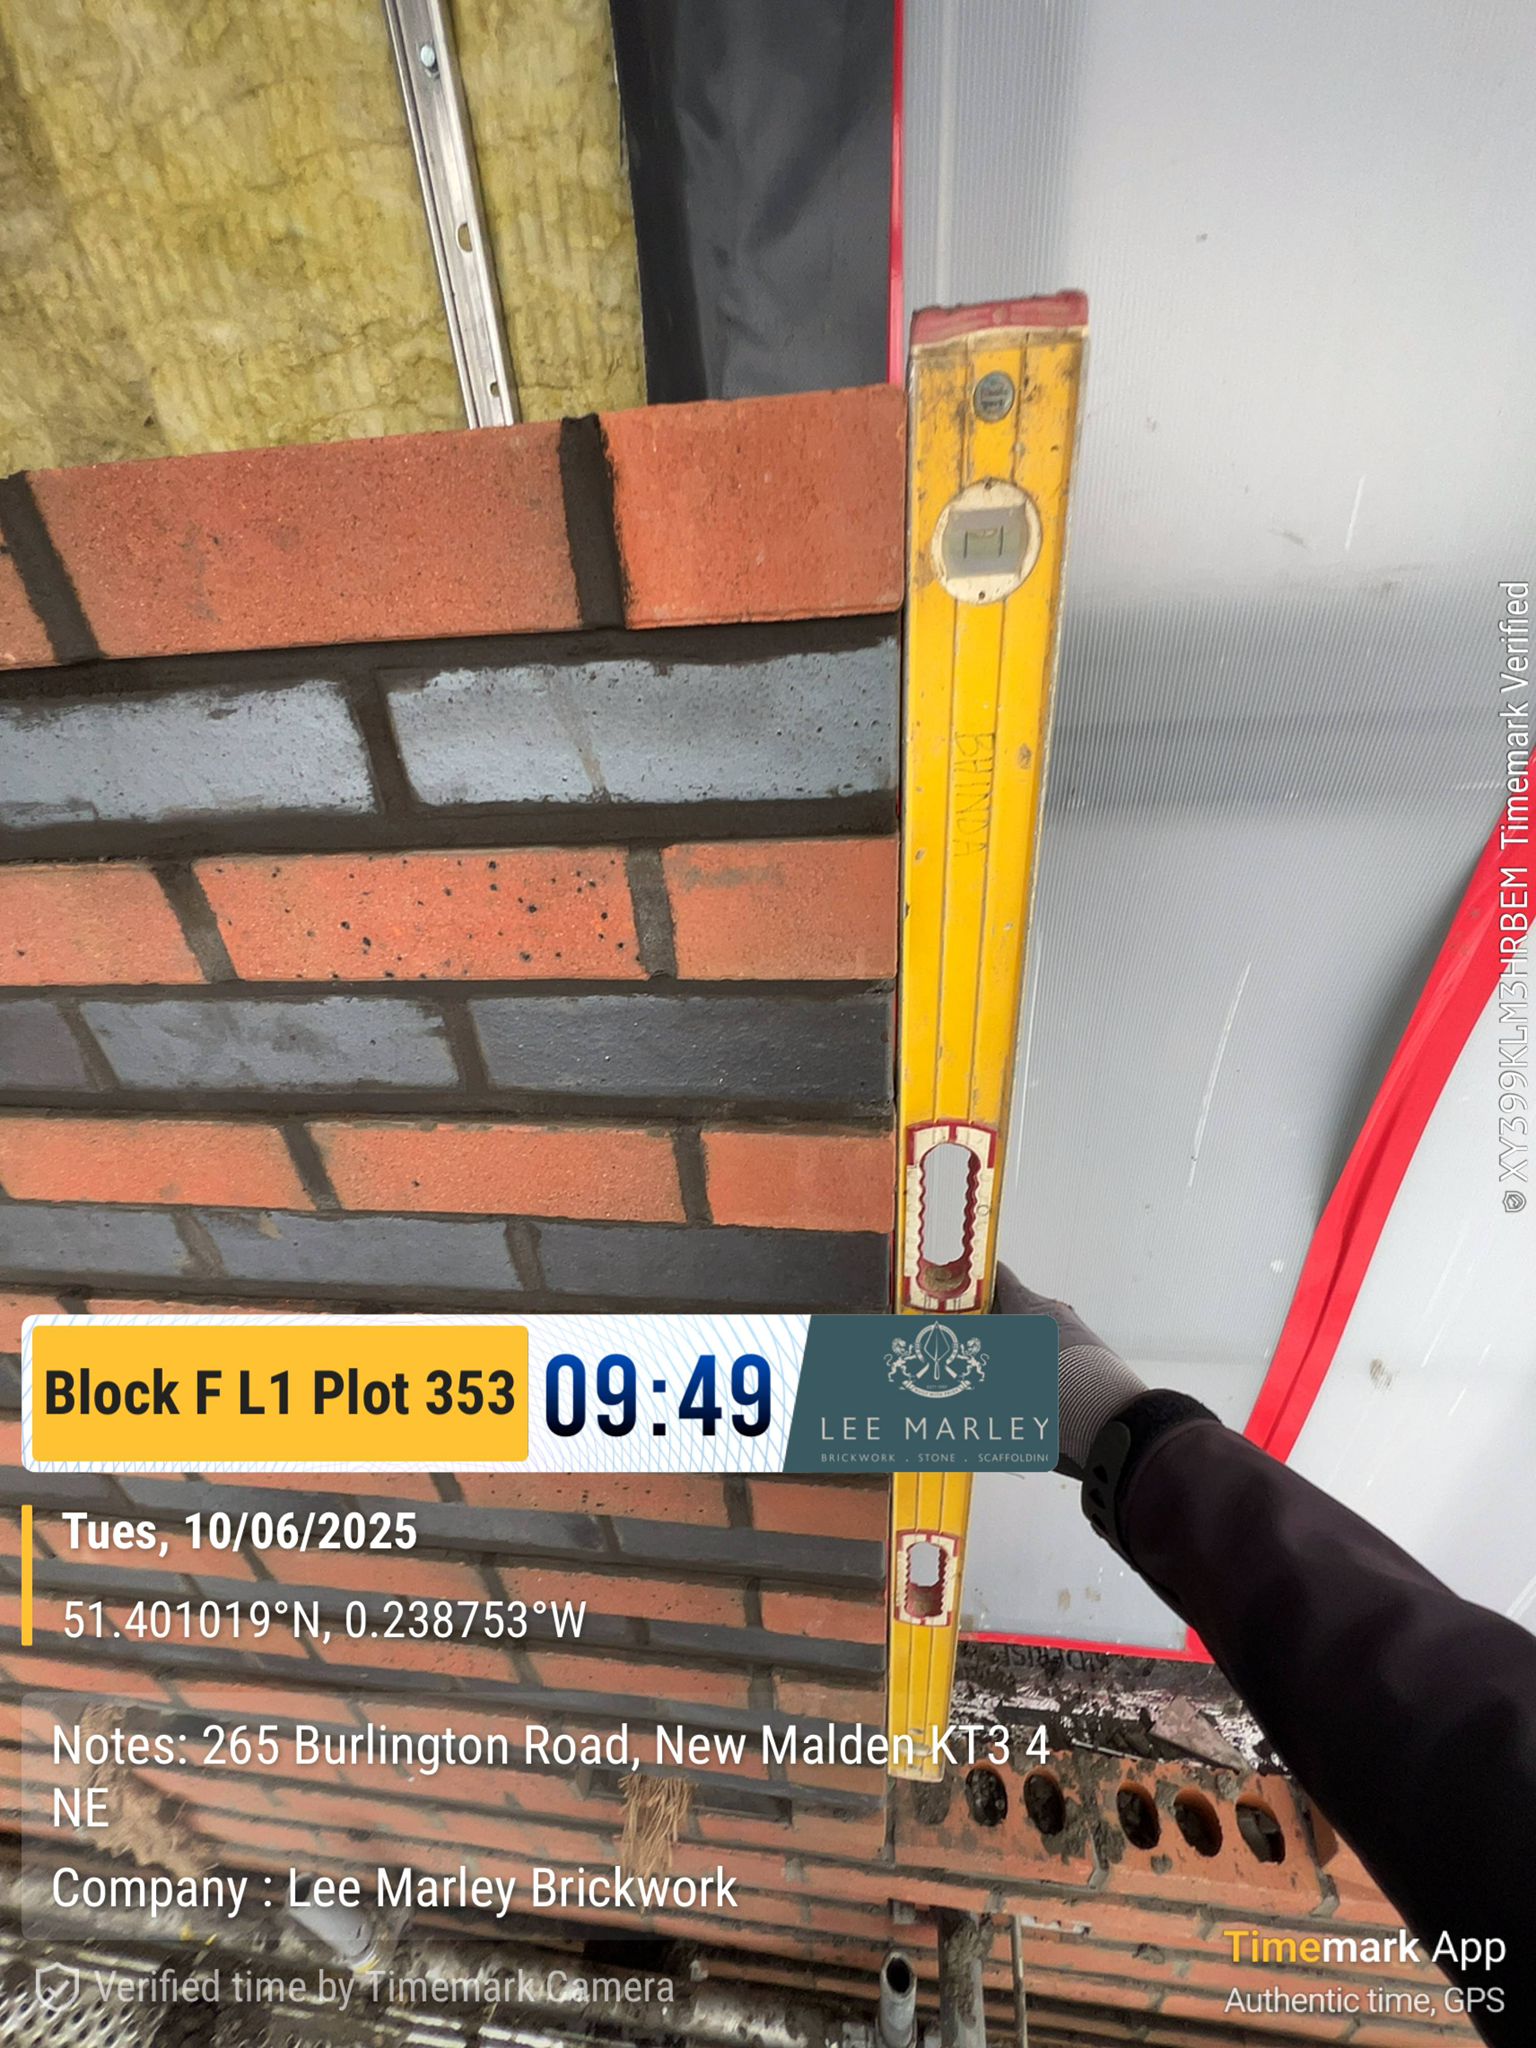 BHINDA
Block F L1 Plot 353
09:49
LEE MARLEY
BRICKWORK . STONE . SCAFFOLDING
Tues, 10/06/2025
51.401019°N, 0.238753°W
Notes: 265 Burlington Road, New Malden KT3 4
NE
Company : Lee Marley Brickwork
Verified time by Timemark Camera
Timemark App
Authentic time, GPS
XY399KLM3HRBEM Timemark Verified